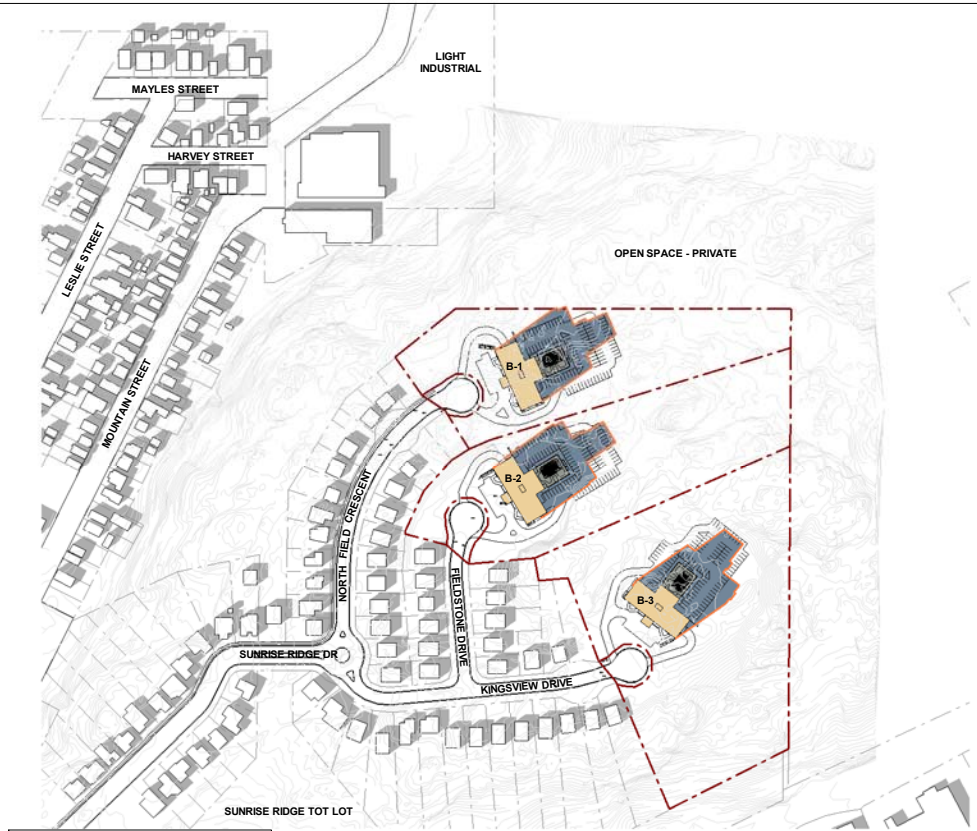 LIGHT
INDUSTRIAL
MAYLES STREET
HARVEY STREET
LESLIE STREET
MOUNTAIN STREET
OPEN SPACE - PRIVATE
B-1
B-2
B-3
NORTH FIELD CRESCENT
FIELDSTONE DRIVE
SUNRISE RIDGE DR
KINGSVIEW DRIVE
SUNRISE RIDGE TOT LOT